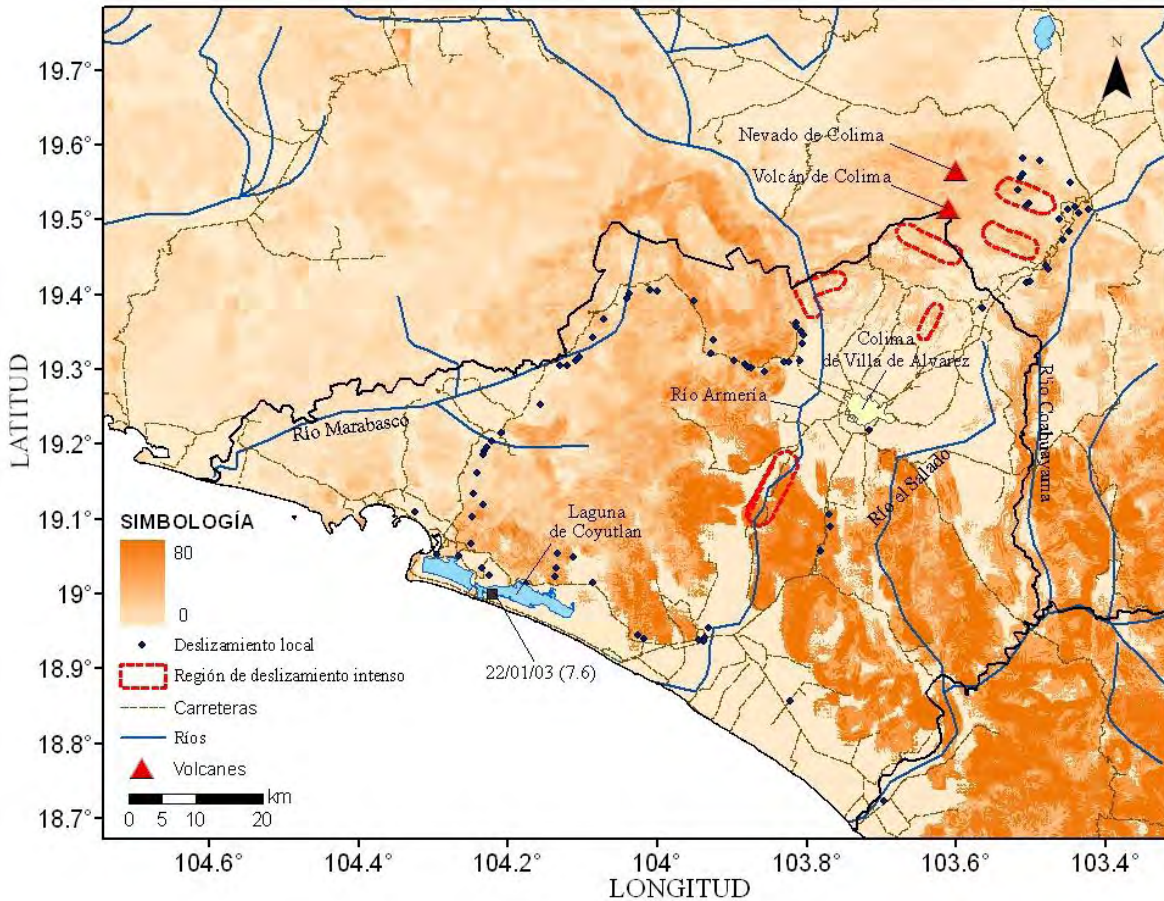 19.7°
19.6°
19.5°
19.4°
19.3°
19.2°
19.1°
19°
18.9°
18.8°
18.7°
LATITUD
N
Nevado de Colima
Volcán de Colima
Colima
de Villa de Alvarez
Río Armería
Río Marabasco
Río el Salado
Río Coahuayama
Laguna
de Coyutlan
22/01/03 (7.6)
SIMBOLOGÍA
80
0
Deslizamiento local
Región de deslizamiento intenso
Carreteras
Ríos
Volcanes
km
0 5 10 20
104.6° 104.4° 104.2° 104° 103.8° 103.6° 103.4°
LONGITUD